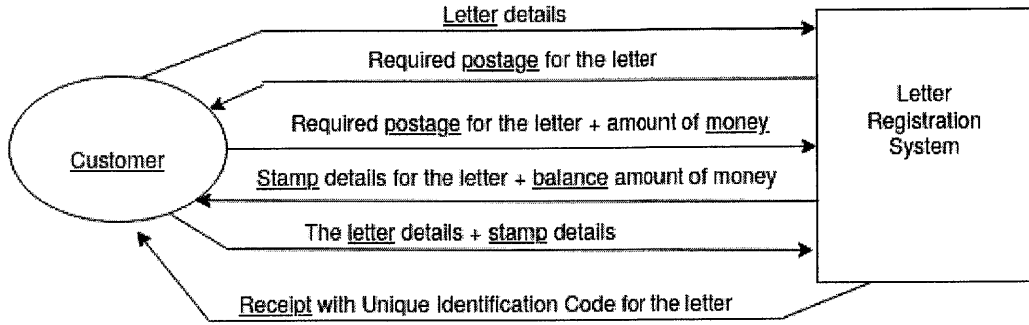 Letter details
Required postage for the letter
Required postage for the letter + amount of money
Stamp details for the letter + balance amount of money
The letter details + stamp details
Receipt with Unique Identification Code for the letter
Customer
Letter
Registration
System